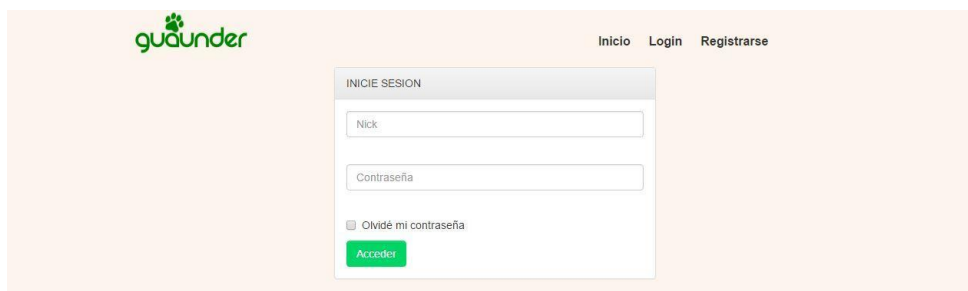 guaunder
Inicio Login Registrarse
INICIE SESION
Nick
Contraseña
Olvidé mi contraseña
Acceder